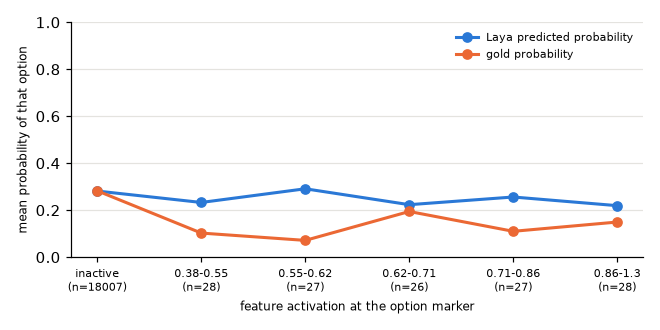 1.0
0.8
0.6
0.4
0.2
0.0
mean probability of that option
Laya predicted probability
gold probability
inactive
(n=18007)
0.38-0.55
(n=28)
0.55-0.62
(n=27)
0.62-0.71
(n=26)
0.71-0.86
(n=27)
0.86-1.3
(n=28)
feature activation at the option marker